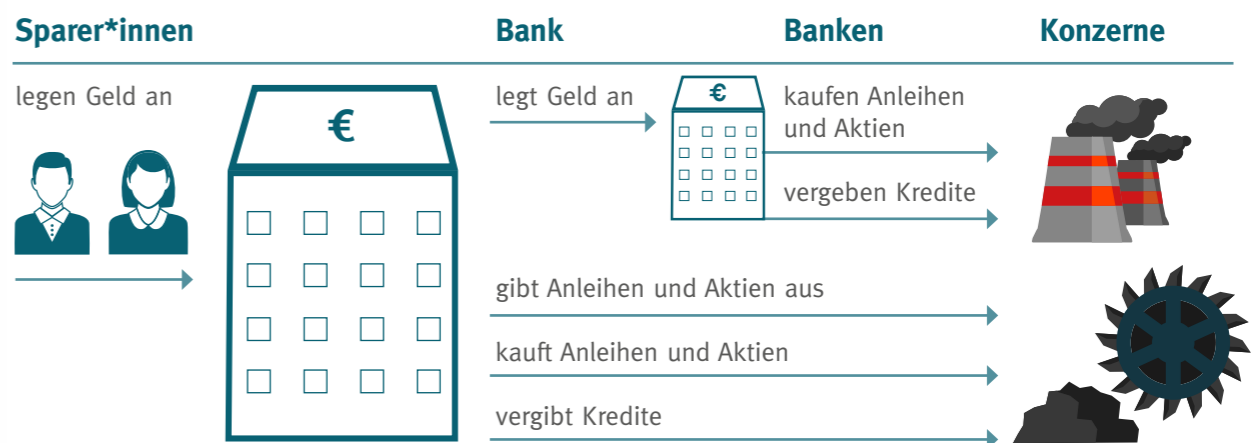 Sparer*innen
Bank
Banken
Konzerne
legen Geld an
€
legt Geld an
€
kaufen Anleihen
und Aktien
vergeben Kredite
gibt Anleihen und Aktien aus
kauft Anleihen und Aktien
vergibt Kredite